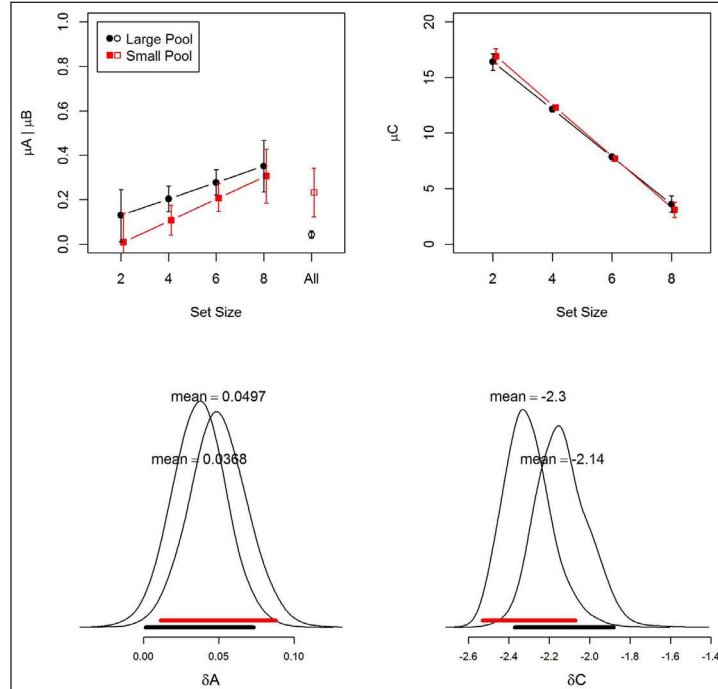 Large Pool
Small Pool
μA | μB
1.0
0.8
0.6
0.4
0.2
0.0
2 4 6 8 All
Set Size
μC
20
15
10
5
0
2 4 6 8
Set Size
mean = 0.0497
mean = 0.0368
0.00 0.10
δA
mean = -2.3
mean = -2.14
-2.6 -2.4 -2.2 -2.0 -1.8 -1.6 -1.4
δC